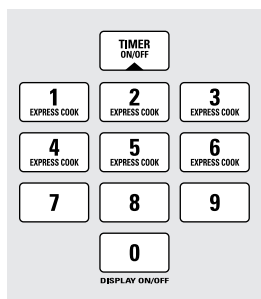 TIMER
ON/OFF
1 2 3
EXPRESS COOK EXPRESS COOK EXPRESS COOK
4 5 6
EXPRESS COOK EXPRESS COOK EXPRESS COOK
7 8 9
0
DISPLAY ON/OFF